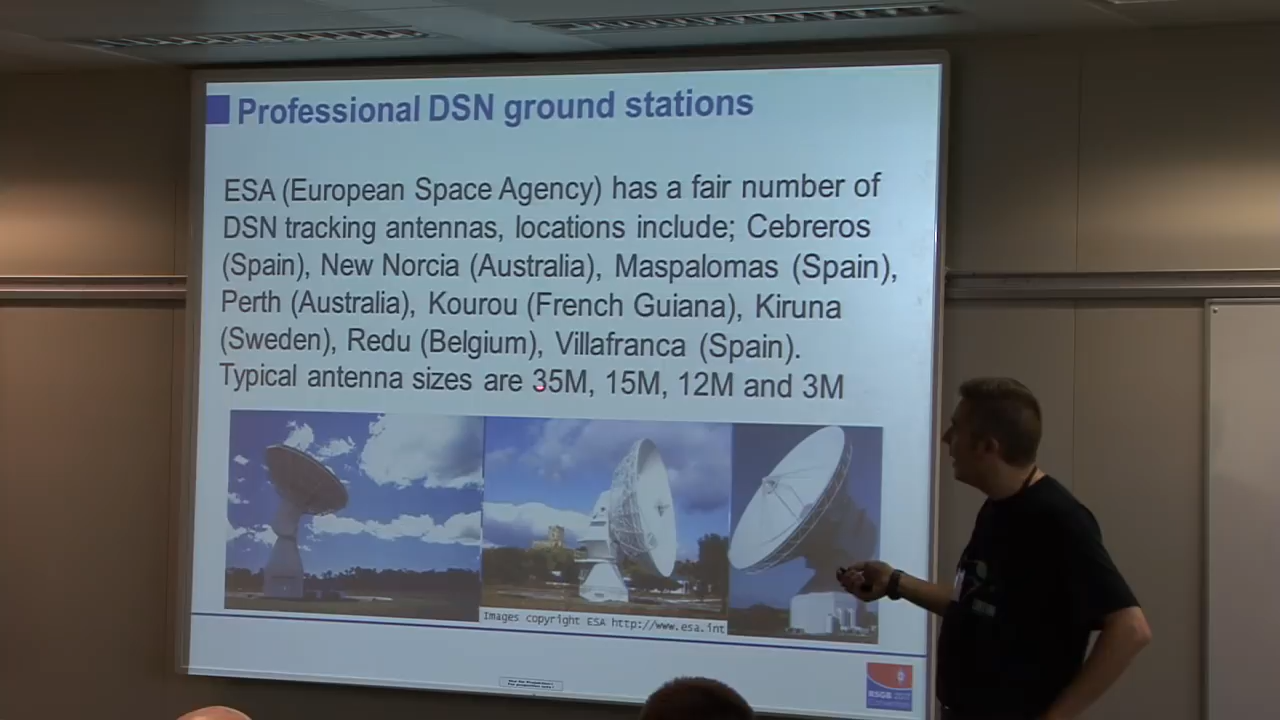 Professional DSN ground stations
ESA (European Space Agency) has a fair number of
DSN tracking antennas, locations include; Cebreros
(Spain), New Norcia (Australia), Maspalomas (Spain),
Perth (Australia), Kourou (French Guiana), Kiruna
(Sweden), Redu (Belgium), Villafranca (Spain).
Typical antenna sizes are 35M, 15M, 12M and 3M
Images copyright ESA http://www.esa.int
RSGB